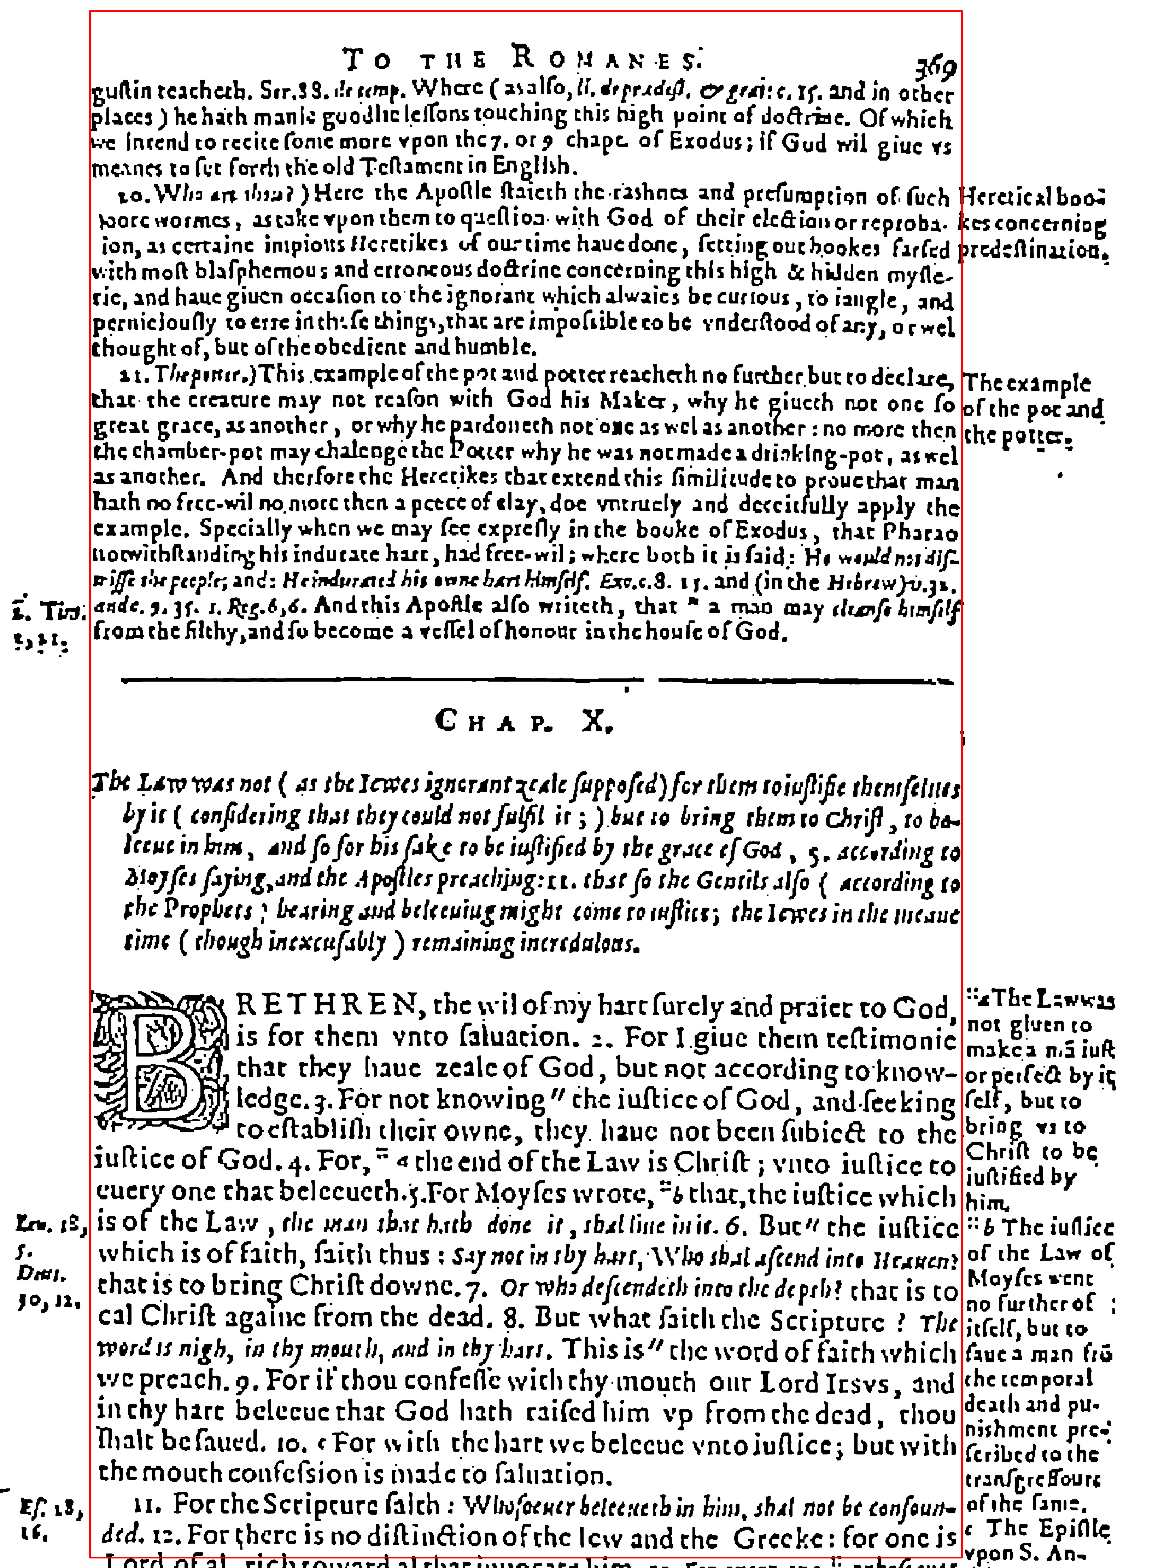 TO THE ROMANES.
369
gustin teacheth. Ser. 88. de temp. Where (as also, li. de prædest. & grat. c. 15. and in other
places) he hath manie goodlie lessons touching this high point of doctrine. Of which
we intend to recite some more vpon the 7. or 9 chap. of Exodus; if God wil giue vs
meanes to set forth the old Testament in English.
20. Who art thou?) Here the Apostle staieth the rashnes and presumption of such
poore wormes, as take vpon them to question with God of their election or reproba-
ion, as certaine impious Heretikes of our time haue done, setting out bookes farsed
with most blasphemous and erroneous doctrine concerning this high & hidden myste-
rie, and haue giuen occasion to the ignorant which alwaies be curious, to iangle, and
perniciously to erre in these things, that are impossible to be vnderstood of any, or wel
thought of, but of the obedient and humble.
Heretical boo-
kes concerning
predestination.
21. The potter.) This example of the pot and potter reacheth no further but to declare,
that the creature may not reason with God his Maker, why he giueth not one so
great grace, as another, or why he pardoneth not one as wel as another: no more then
the chamber-pot may chalenge the Potter why he was not made a drinking-pot, as wel
as another. And therfore the Heretikes that extend this similitude to proue that man
hath no free-wil no more then a peece of clay, doe vntruely and deceitfully apply the
example. Specially when we may see expresly in the booke of Exodus, that Pharao
notwithstanding his indurate hart, had free-wil; where both it is said: He would not dis-
misse the people; and: He indurated his owne hart himself. Exo. c. 8. 15. and (in the Hebrew) v. 32.
and c. 9. 35. 1. Reg. 6, 6. And this Apostle also writeth, that " a man may cleanse himself
from the filthy, and so become a vessel of honour in the house of God.
The example
of the pot and
the potter.
2. Tim.
2, 21.
CHAP. X.
The Law was not (as the Iewes ignorant zeale supposed) for them to iustifie themselues
by it (considering that they could not fulfil it;) but to bring them to Christ, to be-
leeue in him, and so for his sake to be iustified by the grace of God, 5. according to
Moyses saying, and the Apostles preaching: 11. that so the Gentils also (according to
the Prophets) hearing and beleeuing might come to iustice; the Iewes in the meane
time (though inexcusably) remaining incredulous.
BRETHREN, the wil of my hart surely and praier to God,
is for them vnto saluation. 2. For I giue them testimonie
that they haue zeale of God, but not according to know-
ledge. 3. For not knowing " the iustice of God, and seeking
to establish their owne, they haue not been subiect to the
iustice of God. 4. For, :: a the end of the Law is Christ; vnto iustice to
euery one that beleeueth. 5. For Moyses wrote, :: b that, the iustice which
is of the Law, the man that hath done it, shal liue in it. 6. But " the iustice
which is of faith, saith thus: Say not in thy hart, Who shal ascend into Heauen?
that is to bring Christ downe. 7. Or who descendeth into the depth? that is to
cal Christ againe from the dead. 8. But what saith the Scripture? The
word is nigh, in thy mouth, and in thy hart. This is " the word of faith which
we preach. 9. For if thou confesse with thy mouth our Lord IESVS, and
in thy hart beleeue that God hath raised him vp from the dead, thou
shalt be saued. 10. c For with the hart we beleeue vnto iustice; but with
the mouth confession is made to saluation.
11. For the Scripture saith: Whosoeuer beleeueth in him, shal not be confoun-
ded. 12. For there is no distinction of the Iew and the Greeke: for one is
Lord of al, rich toward al that inuocate him.
:: a The Law was
not giuen to
make a mā iust
or perfect by it
self, but to
bring vs to
Christ to be
iustified by
him.
:: b The iustice
of the Law of
Moyses went
no further of
itself, but to
saue a man frō
the temporal
death and pu-
nishment pre-
scribed to the
transgressours
of the same.
c The Epistle
vpon S. An-
Leu. 18,
5.
Deut.
30, 12.
Es. 28,
16.